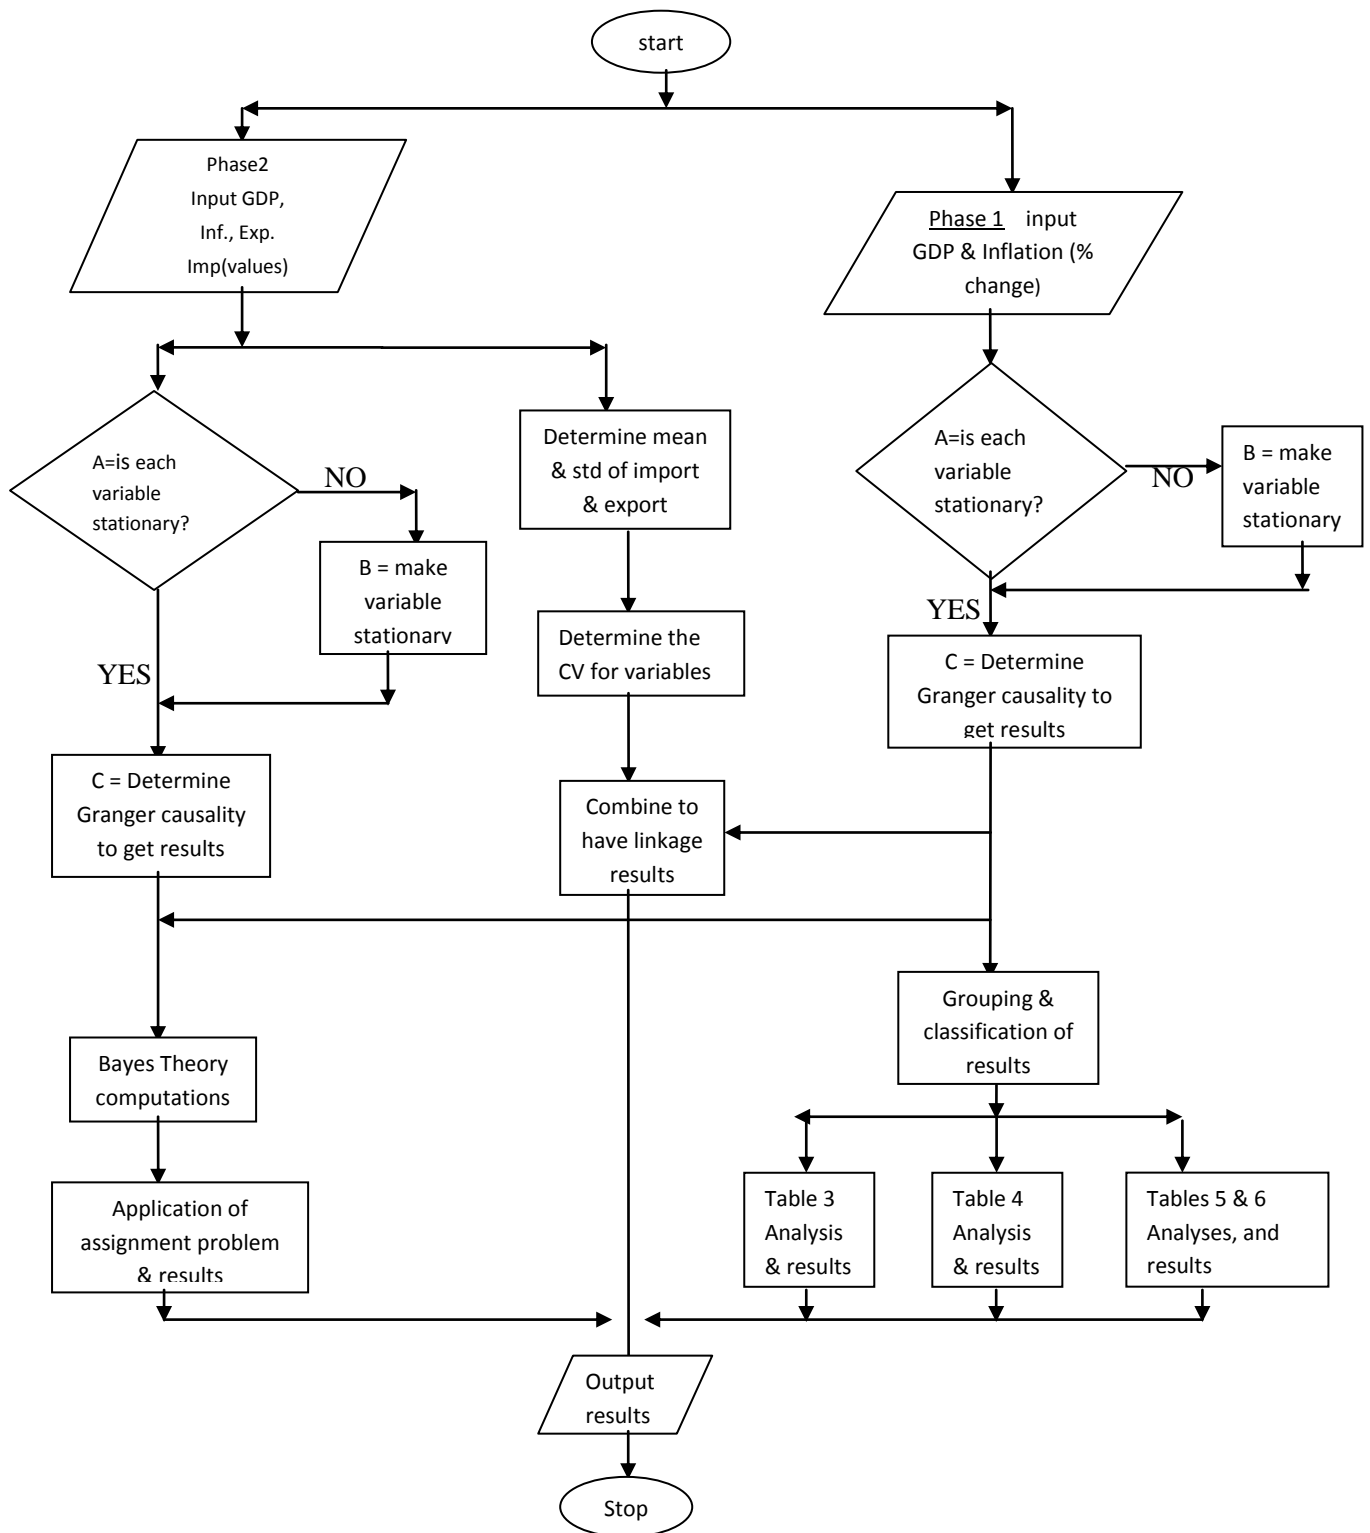 start
Phase2
Input GDP,
Inf., Exp.
Imp(values)
Phase 1 input
GDP & Inflation (%
change)
A=is each
variable
stationary?
NO
B = make
variable
stationary
YES
C = Determine
Granger causality
to get results
Determine mean
& std of import
& export
Determine the
CV for variables
Combine to
have linkage
results
A=is each
variable
stationary?
NO
B = make
variable
stationary
YES
C = Determine
Granger causality to
get results
Bayes Theory
computations
Application of
assignment problem
& results
Grouping &
classification of
results
Table 3
Analysis
& results
Table 4
Analysis
& results
Tables 5 & 6
Analyses, and
results
Output
results
Stop